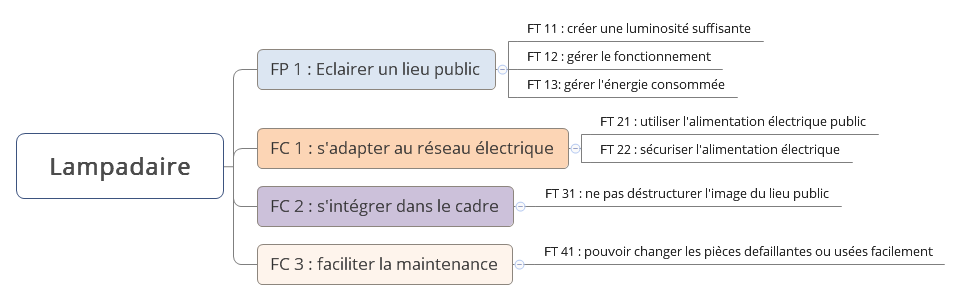 Lampadaire
FP 1 : Eclairer un lieu public
FT 11 : créer une luminosité suffisante
FT 12 : gérer le fonctionnement
FT 13: gérer l'énergie consommée
FC 1 : s'adapter au réseau électrique
FT 21 : utiliser l'alimentation électrique public
FT 22 : sécuriser l'alimentation électrique
FC 2 : s'intégrer dans le cadre
FT 31 : ne pas déstructurer l'image du lieu public
FC 3 : faciliter la maintenance
FT 41 : pouvoir changer les pièces defaillantes ou usées facilement